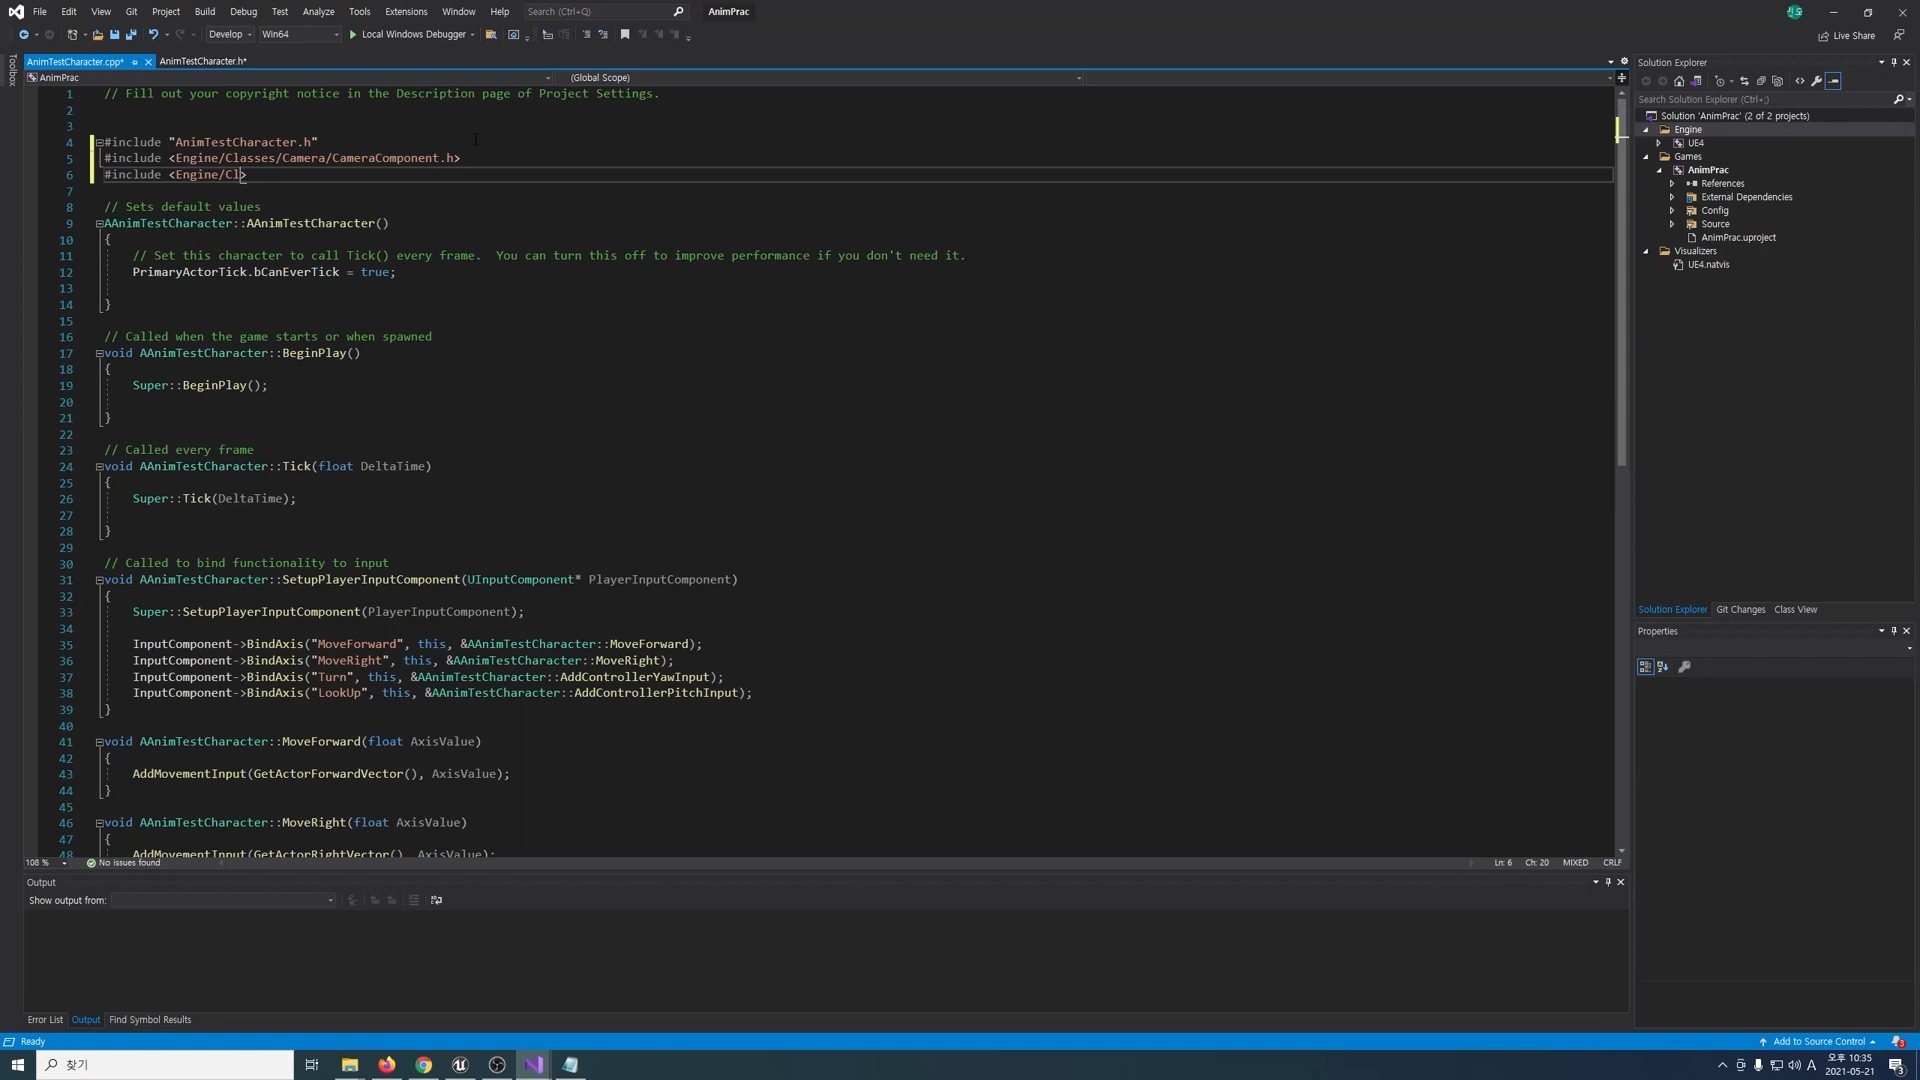 File Edit View Git Project Build Debug Test Analyze Tools Extensions Window Help Search (Ctrl+Q) AnimPrac
Develop Win64 Local Windows Debugger Live Share
Toolbox
AnimTestCharacter.cpp* AnimTestCharacter.h*
AnimPrac (Global Scope)
1 // Fill out your copyright notice in the Description page of Project Settings.
2
3
4 #include "AnimTestCharacter.h"
5 #include <Engine/Classes/Camera/CameraComponent.h>
6 #include <Engine/Cl>
7
8 // Sets default values
9 AAnimTestCharacter::AAnimTestCharacter()
10 {
11 // Set this character to call Tick() every frame.  You can turn this off to improve performance if you don't need it.
12 PrimaryActorTick.bCanEverTick = true;
13
14 }
15
16 // Called when the game starts or when spawned
17 void AAnimTestCharacter::BeginPlay()
18 {
19 Super::BeginPlay();
20
21 }
22
23 // Called every frame
24 void AAnimTestCharacter::Tick(float DeltaTime)
25 {
26 Super::Tick(DeltaTime);
27
28 }
29
30 // Called to bind functionality to input
31 void AAnimTestCharacter::SetupPlayerInputComponent(UInputComponent* PlayerInputComponent)
32 {
33 Super::SetupPlayerInputComponent(PlayerInputComponent);
34
35 InputComponent->BindAxis("MoveForward", this, &AAnimTestCharacter::MoveForward);
36 InputComponent->BindAxis("MoveRight", this, &AAnimTestCharacter::MoveRight);
37 InputComponent->BindAxis("Turn", this, &AAnimTestCharacter::AddControllerYawInput);
38 InputComponent->BindAxis("LookUp", this, &AAnimTestCharacter::AddControllerPitchInput);
39 }
40
41 void AAnimTestCharacter::MoveForward(float AxisValue)
42 {
43 AddMovementInput(GetActorForwardVector(), AxisValue);
44 }
45
46 void AAnimTestCharacter::MoveRight(float AxisValue)
47 {
48 AddMovementInput(GetActorRightVector(), AxisValue);
108 % No issues found Ln: 6 Ch: 20 MIXED CRLF
Output
Show output from:
Error List Output Find Symbol Results
Solution Explorer
Search Solution Explorer (Ctrl+;)
Solution 'AnimPrac' (2 of 2 projects)
Engine
UE4
Games
AnimPrac
References
External Dependencies
Config
Source
AnimPrac.uproject
Visualizers
UE4.natvis
Solution Explorer Git Changes Class View
Properties
Ready Add to Source Control
찾기 A 오후 10:35
2021-05-21